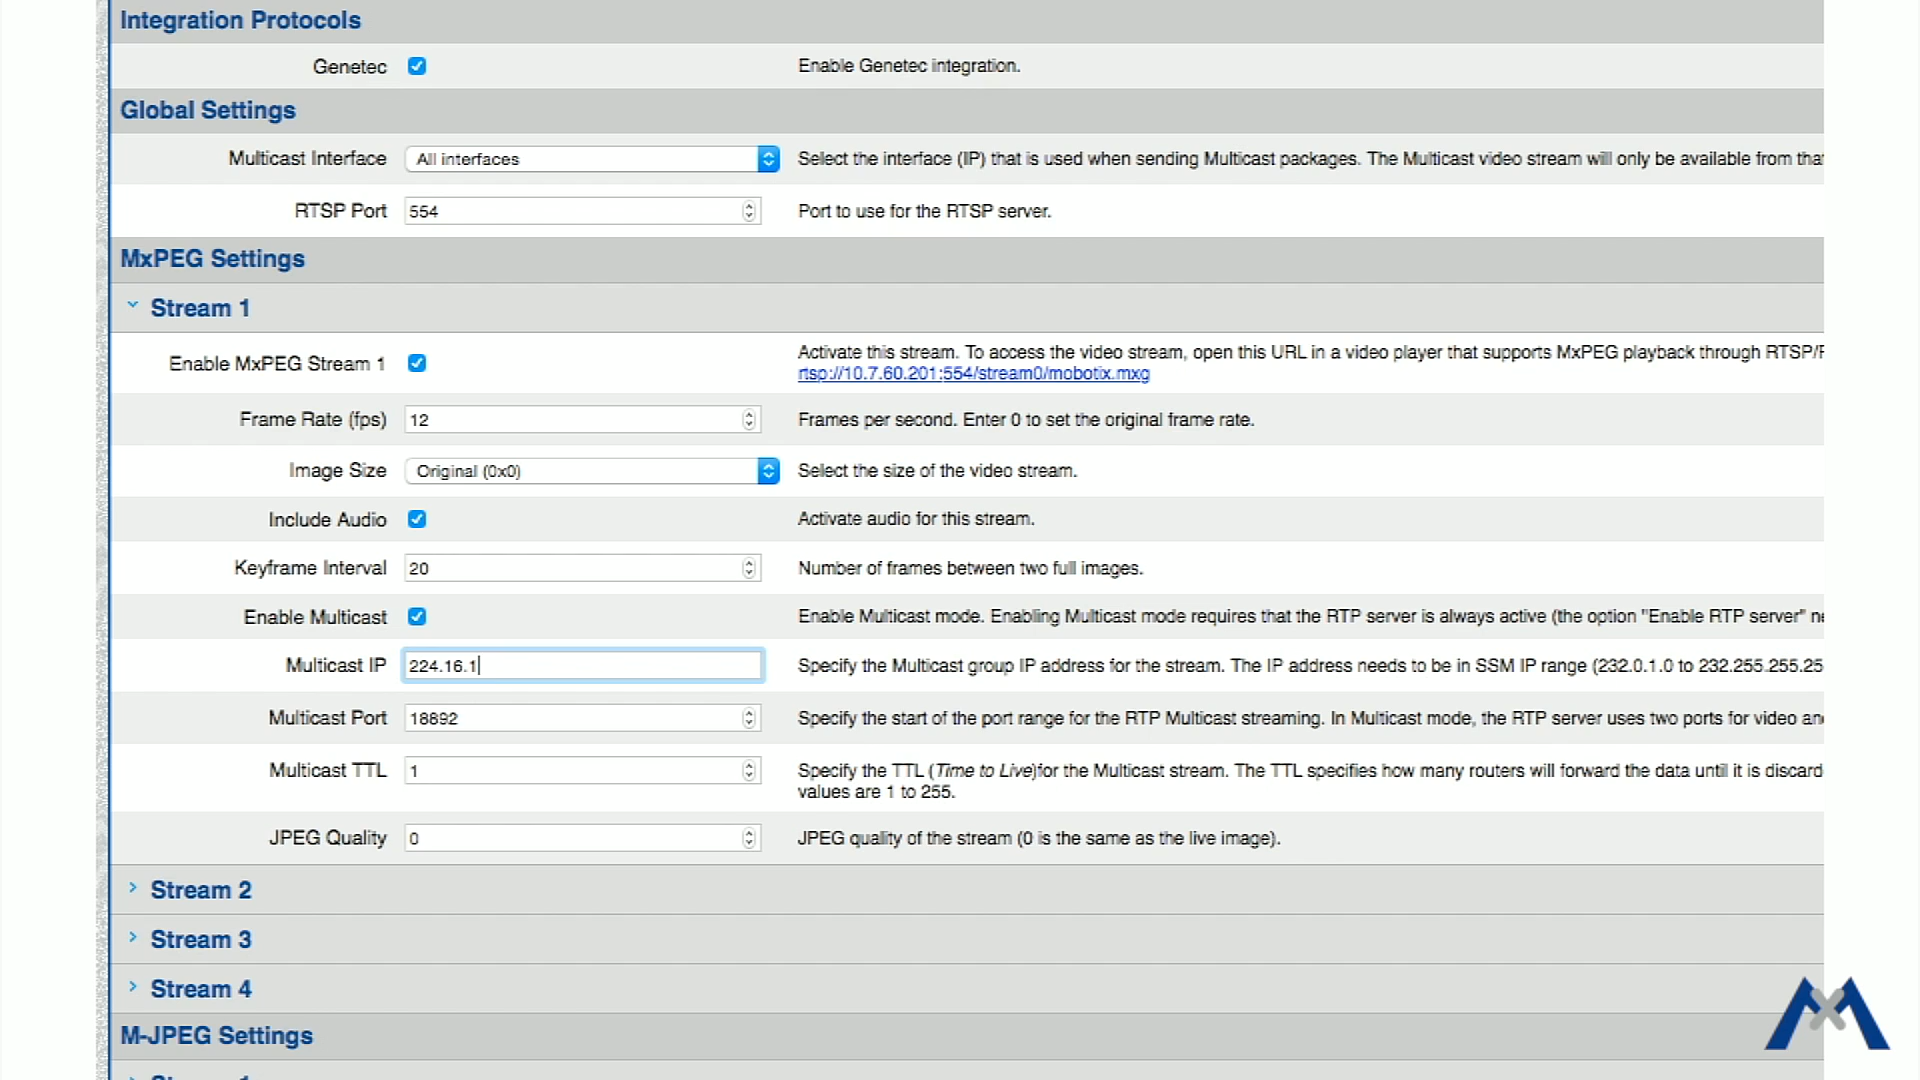 Integration Protocols
Genetec
Enable Genetec integration.
Global Settings
Multicast Interface
All interfaces
Select the interface (IP) that is used when sending Multicast packages. The Multicast video stream will only be available from that
RTSP Port
554
Port to use for the RTSP server.
MxPEG Settings
Stream 1
Enable MxPEG Stream 1
Activate this stream. To access the video stream, open this URL in a video player that supports MxPEG playback through RTSP/
rtsp://10.7.60.201:554/stream0/mobotix.mxg
Frame Rate (fps)
12
Frames per second. Enter 0 to set the original frame rate.
Image Size
Original (0x0)
Select the size of the video stream.
Include Audio
Activate audio for this stream.
Keyframe Interval
20
Number of frames between two full images.
Enable Multicast
Enable Multicast mode. Enabling Multicast mode requires that the RTP server is always active (the option "Enable RTP server" ne
Multicast IP
224.16.1
Specify the Multicast group IP address for the stream. The IP address needs to be in SSM IP range (232.0.1.0 to 232.255.255.25
Multicast Port
18892
Specify the start of the port range for the RTP Multicast streaming. In Multicast mode, the RTP server uses two ports for video an
Multicast TTL
1
Specify the TTL (Time to Live)for the Multicast stream. The TTL specifies how many routers will forward the data until it is discard
values are 1 to 255.
JPEG Quality
0
JPEG quality of the stream (0 is the same as the live image).
Stream 2
Stream 3
Stream 4
M-JPEG Settings